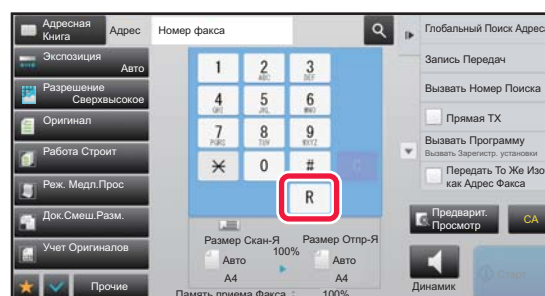 Адресная
Книга
Адрес
Номер факса
Глобальный Поиск Адреса
Экспозиция
Авто
Запись Передач
Разрешение
Сверхвысокое
Вызвать Номер Поиска
Оригинал
Прямая TX
Работа Строит
Вызвать Программу
Вызвать Зарегистр. установки
Реж. Медл.Прос
Передать То Же Изо
как Адрес Факса
Док.Смеш.Разм.
Предварит.
Просмотр
CA
Учет Оригиналов
Прочие
1
2
ABC
3
DEF
4
GHI
5
JKL
6
MNO
7
PQRS
8
TUV
9
WXYZ
0
#
C
R
Размер Скан-Я
100%
Размер Отпр-Я
Авто
A4
Авто
A4
Память приема Факса : 100%
Динамик
Старт